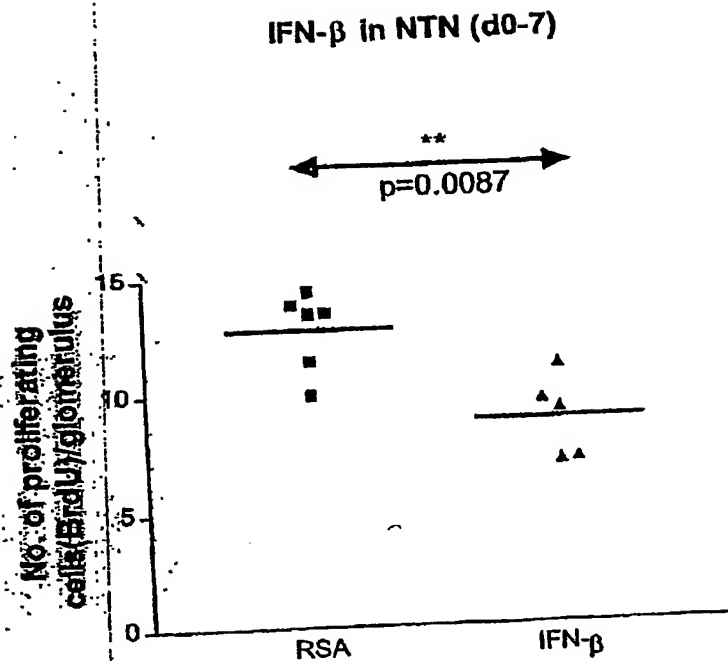 IFN-β in NTN (d0-7)
**
p=0.0087
No. of proliferating
cells(BrdU)/glomerulus
15
10
5
0
RSA
IFN-β